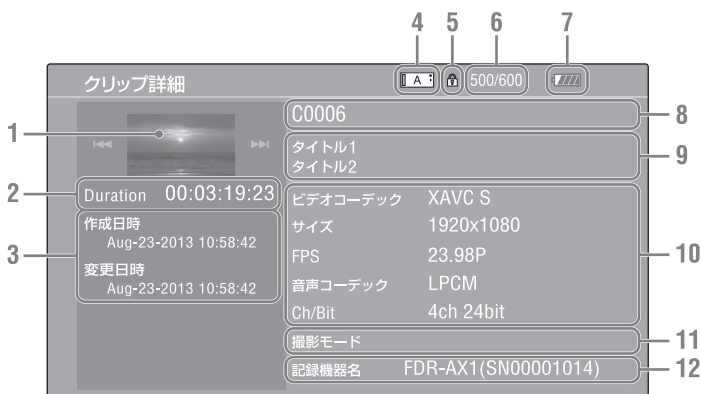 4 5 6 7
クリップ詳細 A 500/600
1
C0006 8
タイトル1
タイトル2
9
2 Duration 00:03:19:23
3
作成日時
Aug-23-2013 10:58:42
変更日時
Aug-23-2013 10:58:42
ビデオコーデック XAVC S
サイズ 1920x1080
FPS 23.98P
音声コーデック LPCM
Ch/Bit 4ch 24bit
10
撮影モード 11
記録機器名 FDR-AX1(SN00001014) 12